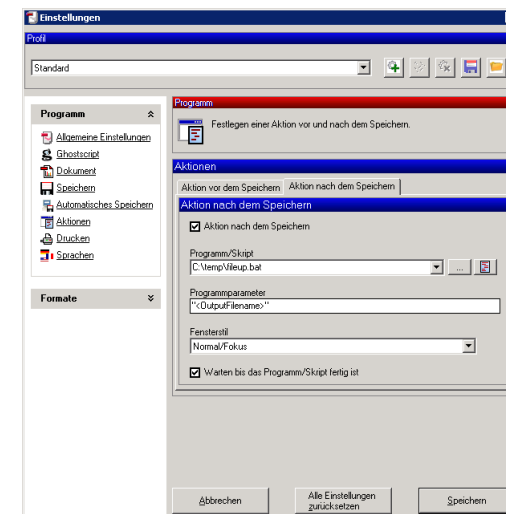 Einstellungen
Profil
Standard
Programm
Allgemeine Einstellungen
Ghostscript
Dokument
Speichern
Automatisches Speichern
Aktionen
Drucken
Sprachen
Formate
Programm
Festlegen einer Aktion vor und nach dem Speichern.
Aktionen
Aktion vor dem Speichern Aktion nach dem Speichern
Aktion nach dem Speichern
Aktion nach dem Speichern
Programm/Skript
C:\temp\fileup.bat
...
Programmparameter
"<OutputFilename>"
Fensterstil
Normal/Fokus
Warten bis das Programm/Skript fertig ist
Abbrechen
Alle Einstellungen
zurücksetzen
Speichern